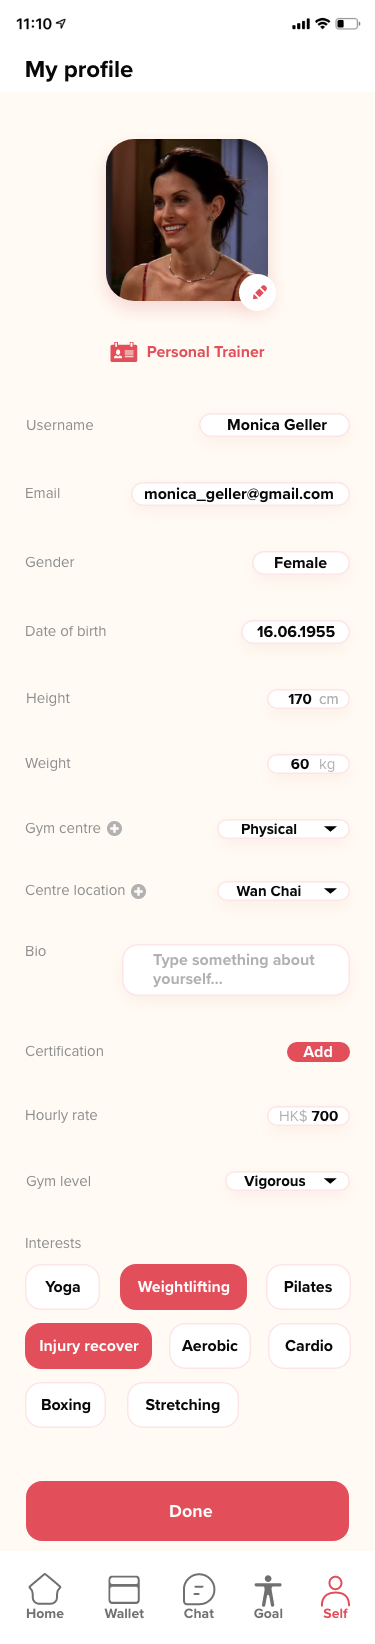 11:10
My profile
Personal Trainer
Username Monica Geller
Email monica_geller@gmail.com
Gender Female
Date of birth 16.06.1955
Height 170 cm
Weight 60 kg
Gym centre Physical
Centre location Wan Chai
Bio Type something about
yourself...
Certification Add
Hourly rate HK$ 700
Gym level Vigorous
Interests
Yoga Weightlifting Pilates
Injury recover Aerobic Cardio
Boxing Stretching
Done
Home Wallet Chat Goal Self